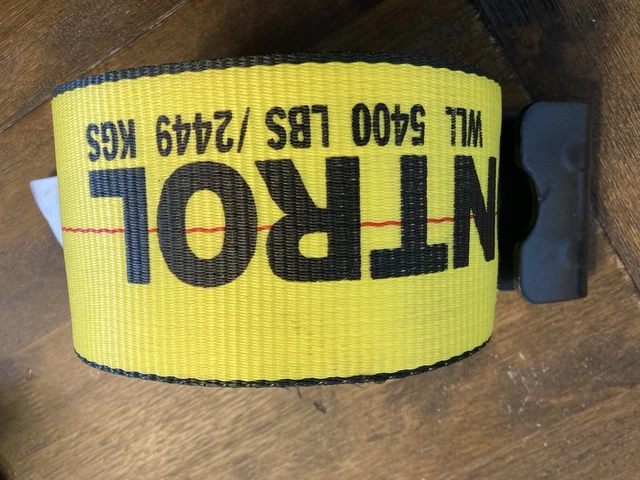 NTROL
WLL 5400 LBS / 2449 KGS